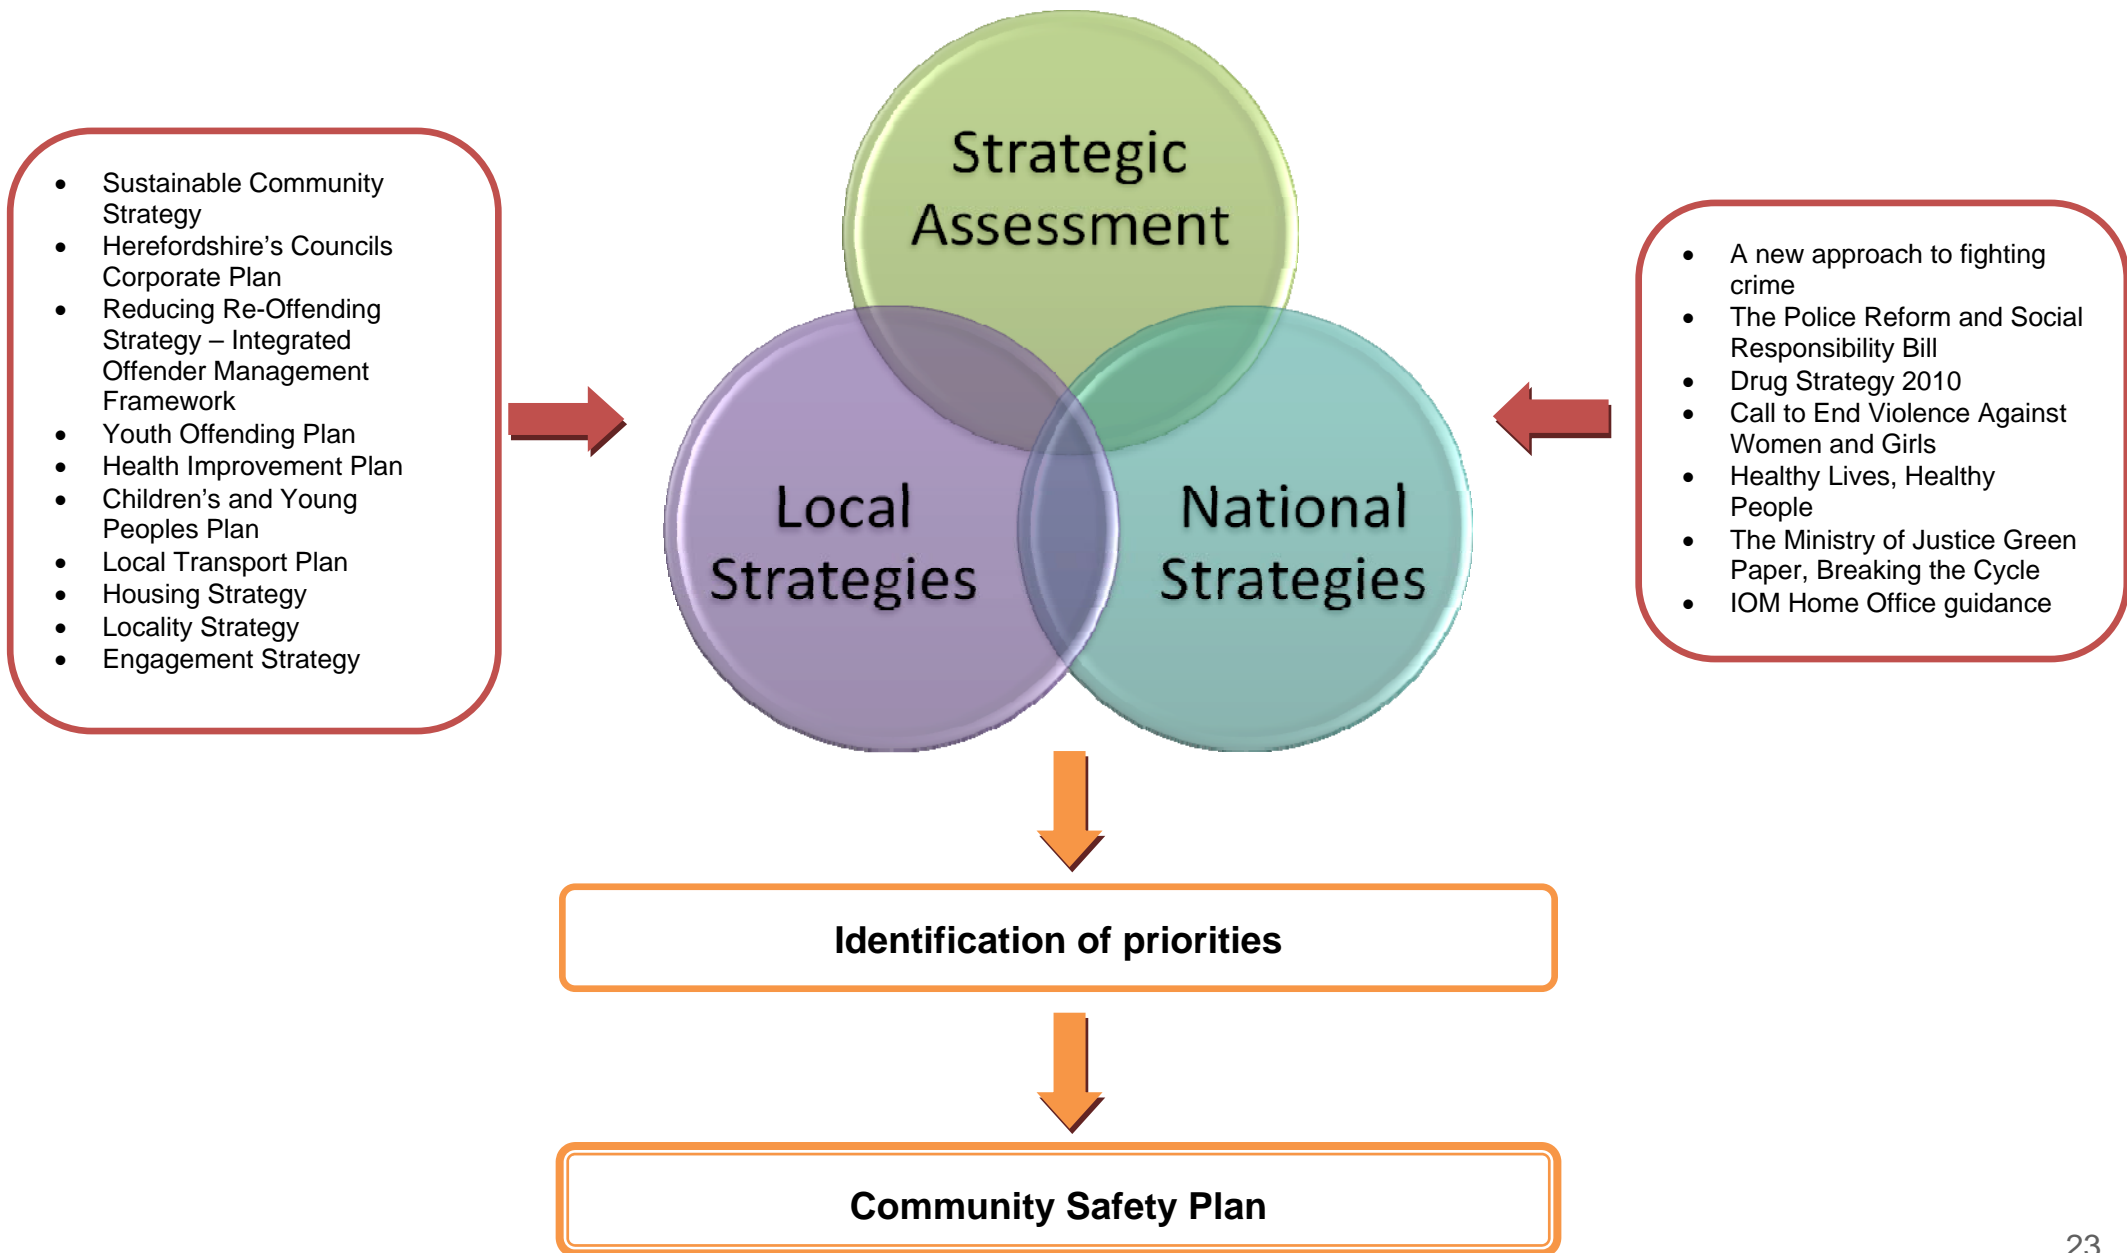 Strategic
Assessment
• Sustainable Community
Strategy
• Herefordshire’s Councils
Corporate Plan
• Reducing Re-Offending
Strategy – Integrated
Offender Management
Framework
• Youth Offending Plan
• Health Improvement Plan
• Children’s and Young
Peoples Plan
• Local Transport Plan
• Housing Strategy
• Locality Strategy
• Engagement Strategy
Local
Strategies
National
Strategies
• A new approach to fighting
crime
• The Police Reform and Social
Responsibility Bill
• Drug Strategy 2010
• Call to End Violence Against
Women and Girls
• Healthy Lives, Healthy
People
• The Ministry of Justice Green
Paper, Breaking the Cycle
• IOM Home Office guidance
Identification of priorities
Community Safety Plan
23